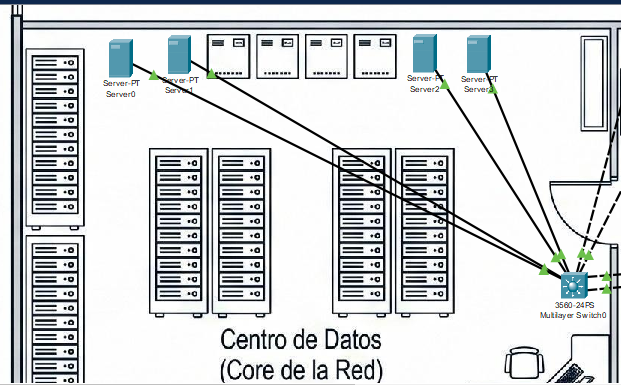 Server-PT
Server0
Server-PT
Server1
Server-PT
Server2
Server-PT
3560-24PS
Multilayer Switch0
Centro de Datos
(Core de la Red)